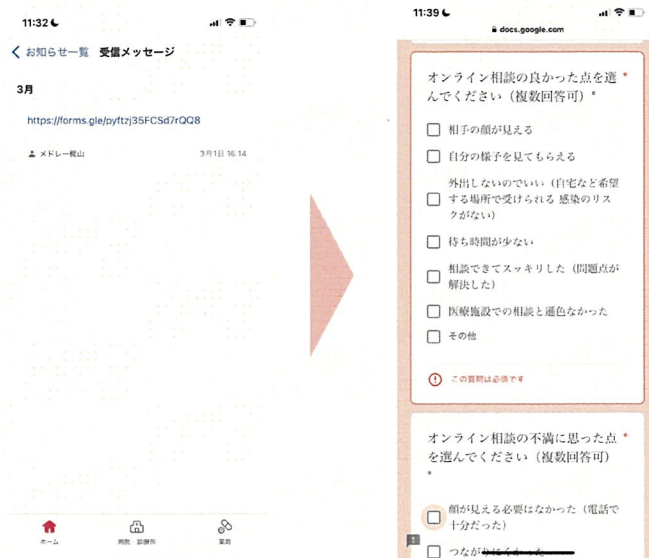 11:32
お知らせ一覧 受信メッセージ
3月
https://forms.gle/pyftzj35FCSd7rQQ8
メドレー梶山 3月1日 16:14
ホーム 病院・診療所 薬局
11:39
docs.google.com
オンライン相談の良かった点を選 *
んでください（複数回答可）*
相手の顔が見える
自分の様子を見てもらえる
外出しないのでいい（自宅など希望
する場所で受けられる 感染のリス
クがない）
待ち時間が少ない
相談できてスッキリした（問題点が
解決した）
医療施設での相談と遜色なかった
その他
この質問は必須です
オンライン相談の不満に思った点 *
を選んでください（複数回答可）
*
顔が見える必要はなかった（電話で
十分だった）
つながりにくかった